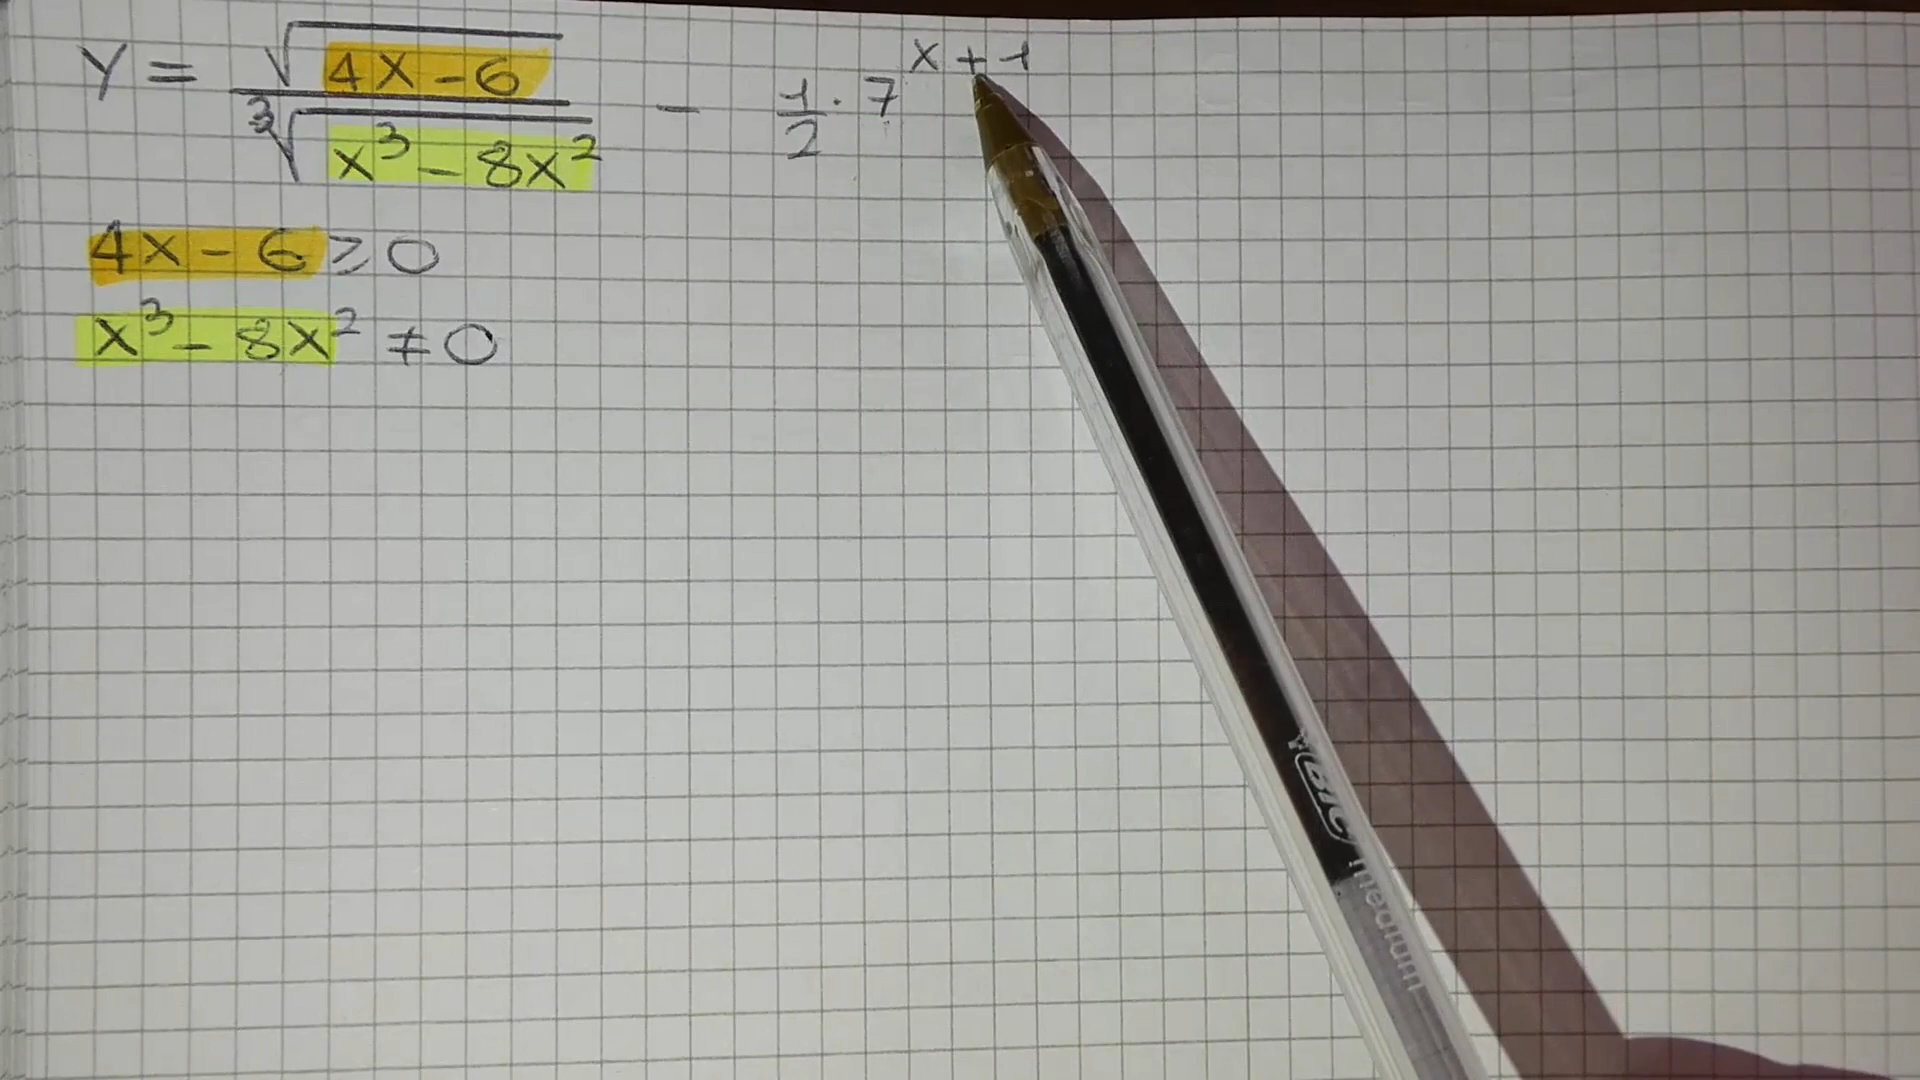 Y = √(4X - 6) / ∛(x³ - 8x²) - 1/2 · 7^(x + 1)
4X - 6 ≥ 0
x³ - 8x² ≠ 0
BIC medium